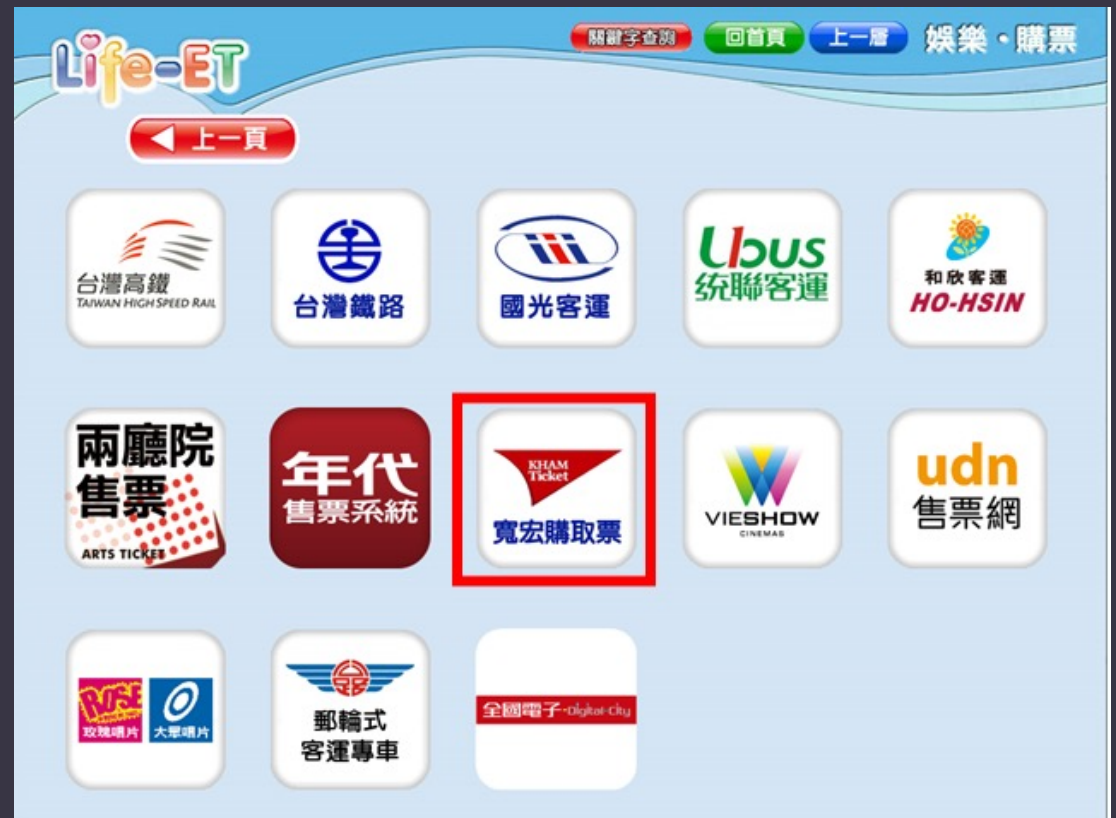 Life-ET
關鍵字查詢
回首頁
上一層
娛樂・購票
上一頁
台灣高鐵
TAIWAN HIGH SPEED RAIL
台灣鐵路
國光客運
Ubus
统聯客運
和欣客運
HO-HSIN
兩廳院
售票
ARTS TICKET
年代
售票系統
KHAM
Ticket
寬宏購取票
VIESHOW
CINEMAS
udn
售票網
ROSE
玫瑰唱片
大眾唱片
郵輪式
客運專車
全國電子-Digital-City